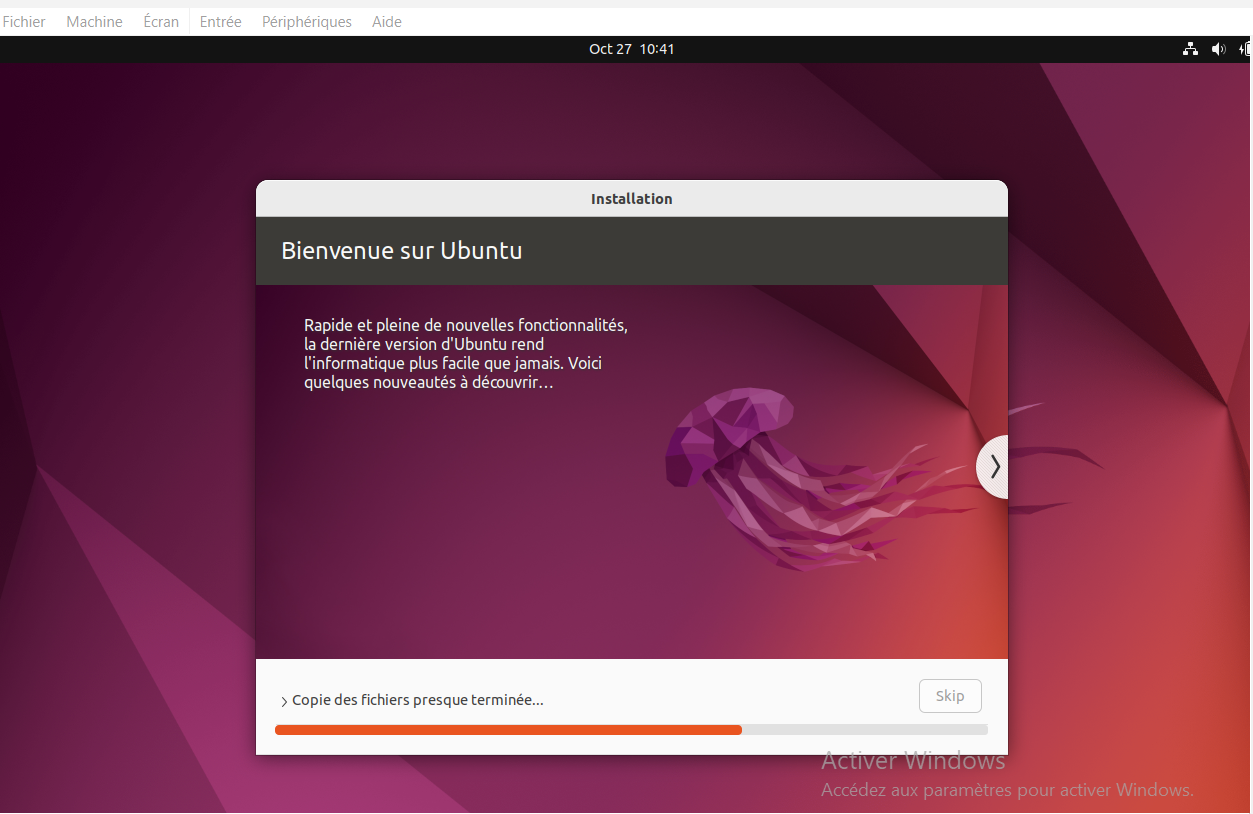 Fichier Machine Écran Entrée Périphériques Aide
Oct 27 10:41
Installation
Bienvenue sur Ubuntu
Rapide et pleine de nouvelles fonctionnalités,
la dernière version d'Ubuntu rend
l'informatique plus facile que jamais. Voici
quelques nouveautés à découvrir…
Copie des fichiers presque terminée...
Skip
Activer Windows
Accédez aux paramètres pour activer Windows.